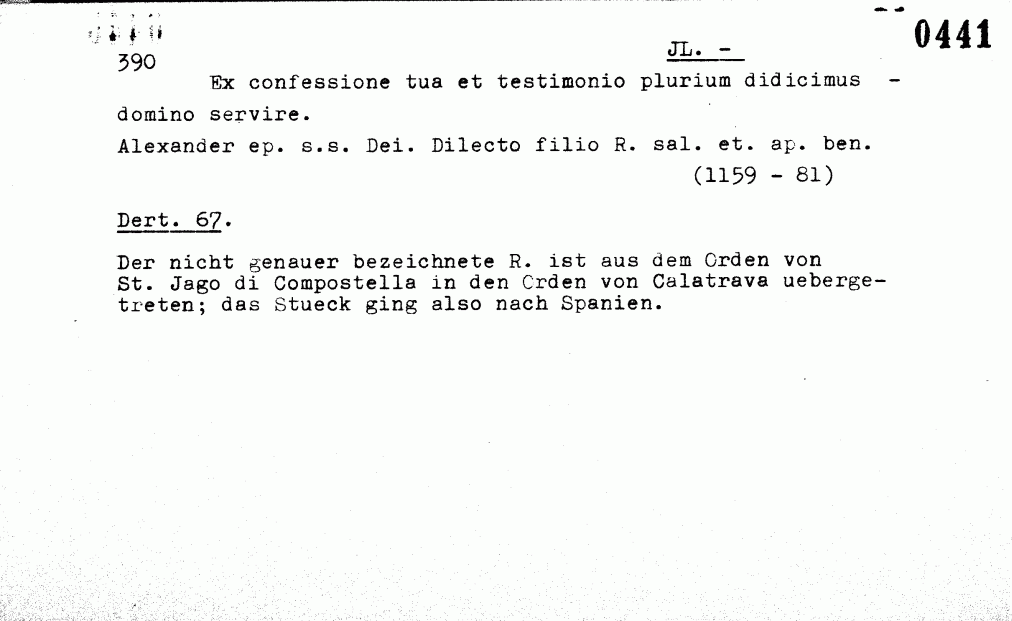 0441
390
JL. -
Ex confessione tua et testimonio plurium didicimus -
domino servire.
Alexander ep. s.s. Dei. Dilecto filio R. sal. et. ap. ben.
(1159 - 81)
Dert. 67.
Der nicht genauer bezeichnete R. ist aus dem Orden von
St. Jago di Compostella in den Orden von Calatrava ueberge-
treten; das Stueck ging also nach Spanien.